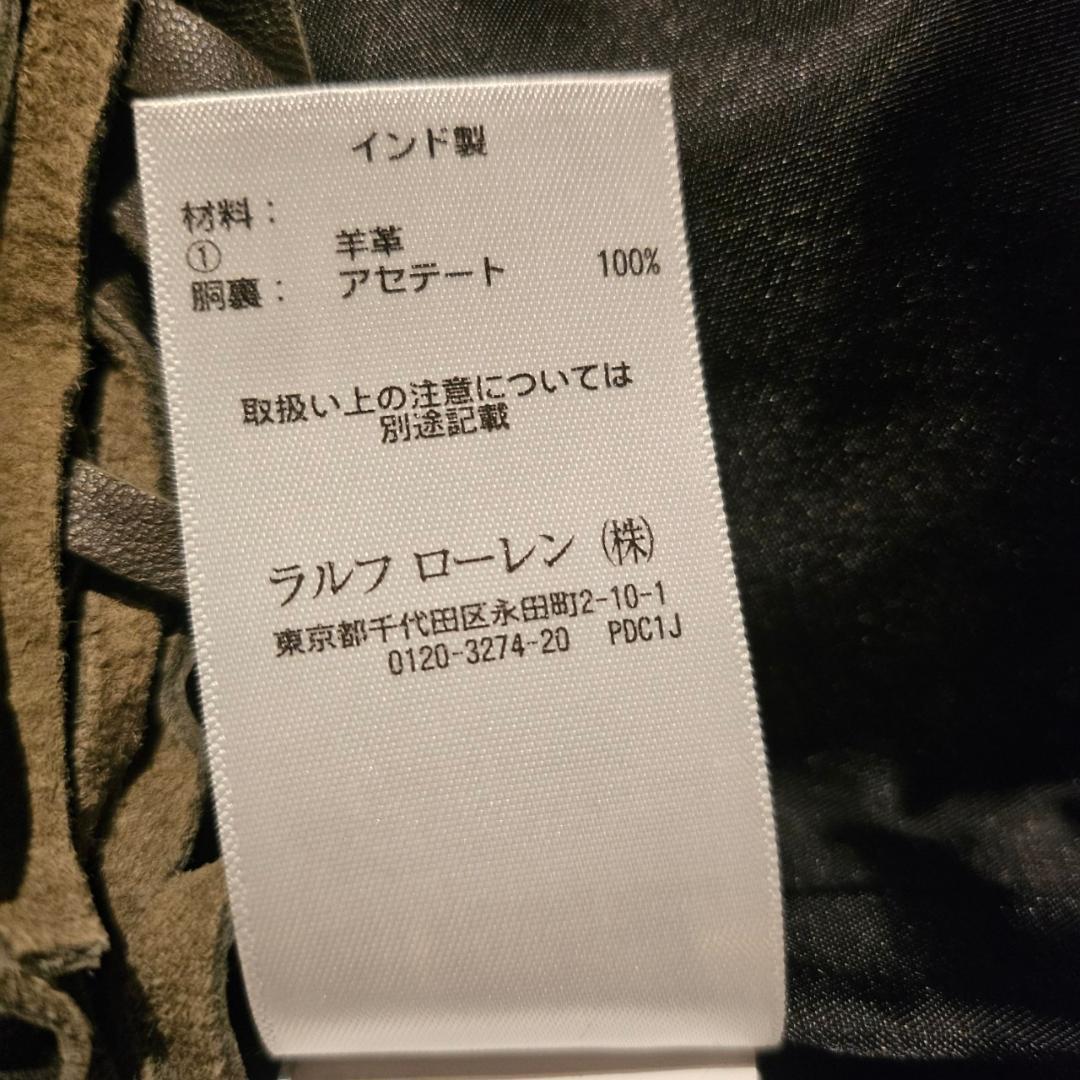 インド製
材料：
① 羊革
胴裏： アセテート 100%
取扱い上の注意については
別途記載
ラルフ ローレン ㈱
東京都千代田区永田町2-10-1
0120-3274-20 PDC1J